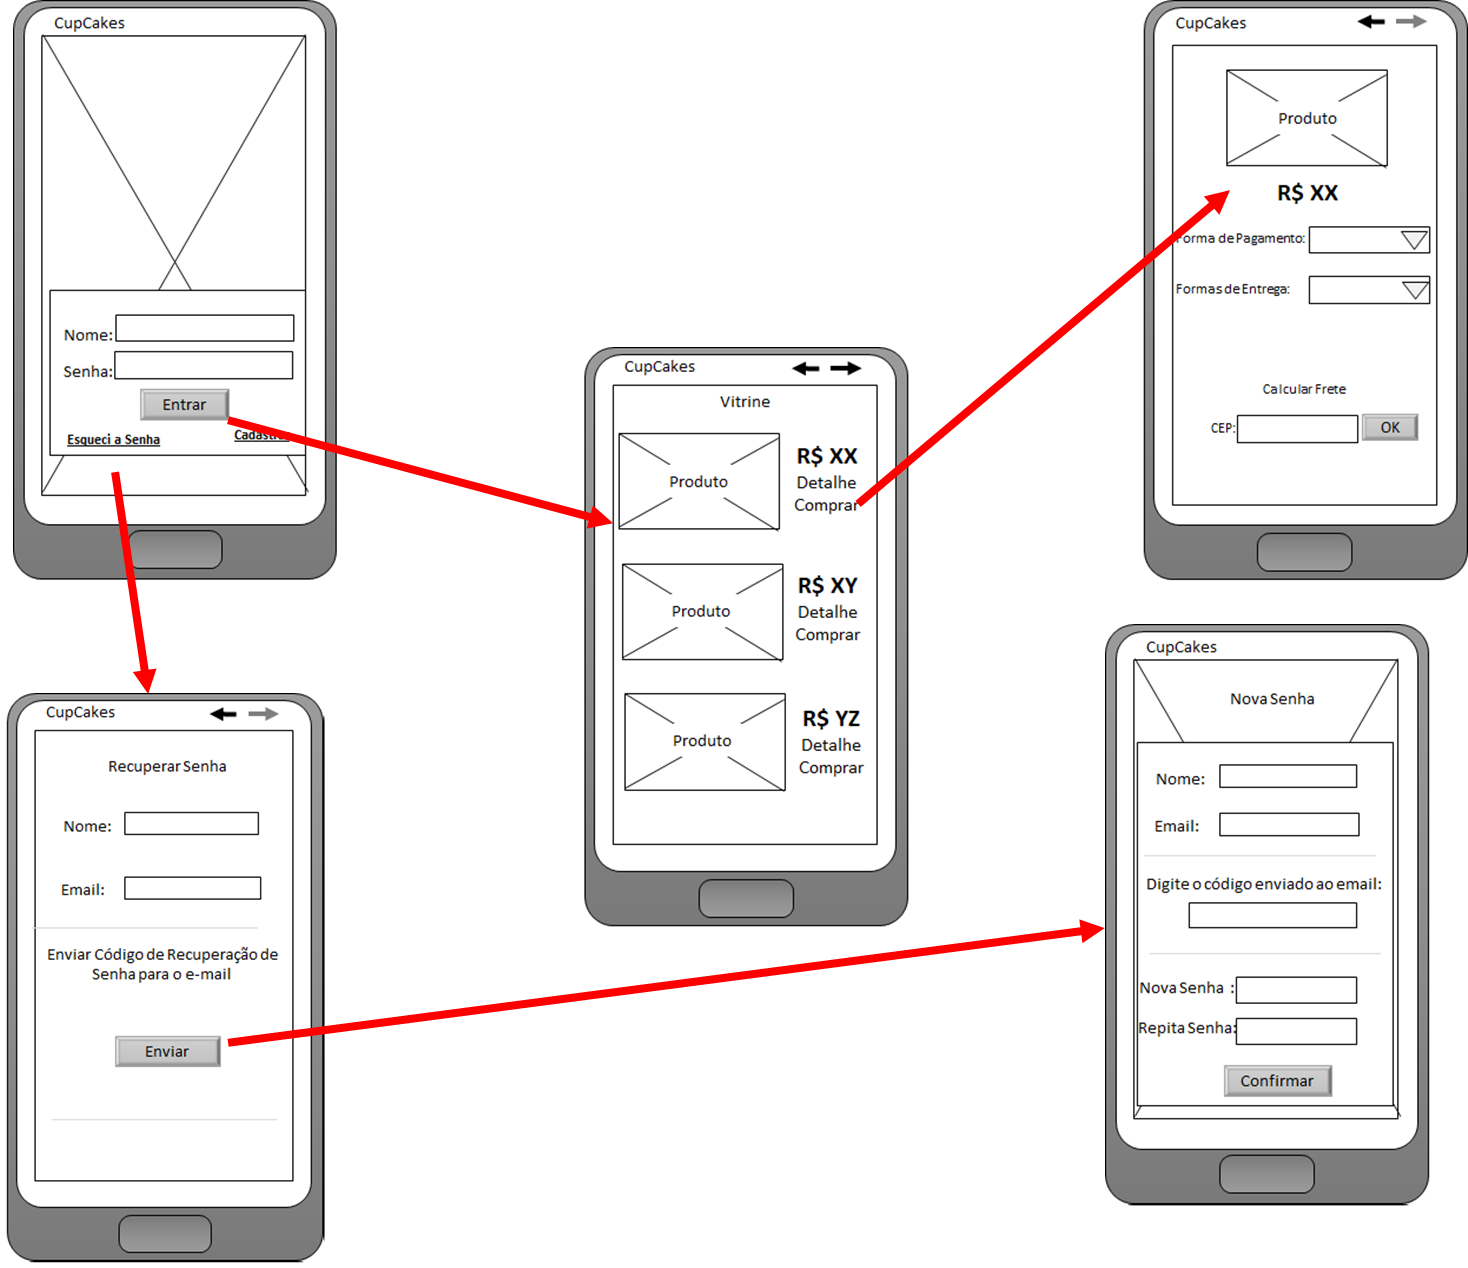 CupCakes
Nome:
Senha:
Entrar
Esqueci a Senha
CupCakes
Vitrine
Produto
R$ XX
Detalhe
Comprar
Produto
R$ XY
Detalhe
Comprar
Produto
R$ YZ
Detalhe
Comprar
CupCakes
Produto
R$ XX
Forma de Pagamento:
Formas de Entrega:
Calcular Frete
CEP:
OK
CupCakes
Recuperar Senha
Nome:
Email:
Enviar Código de Recuperação de
Senha para o e-mail
Enviar
CupCakes
Nova Senha
Nome:
Email:
Digite o código enviado ao email:
Nova Senha :
Repita Senha:
Confirmar